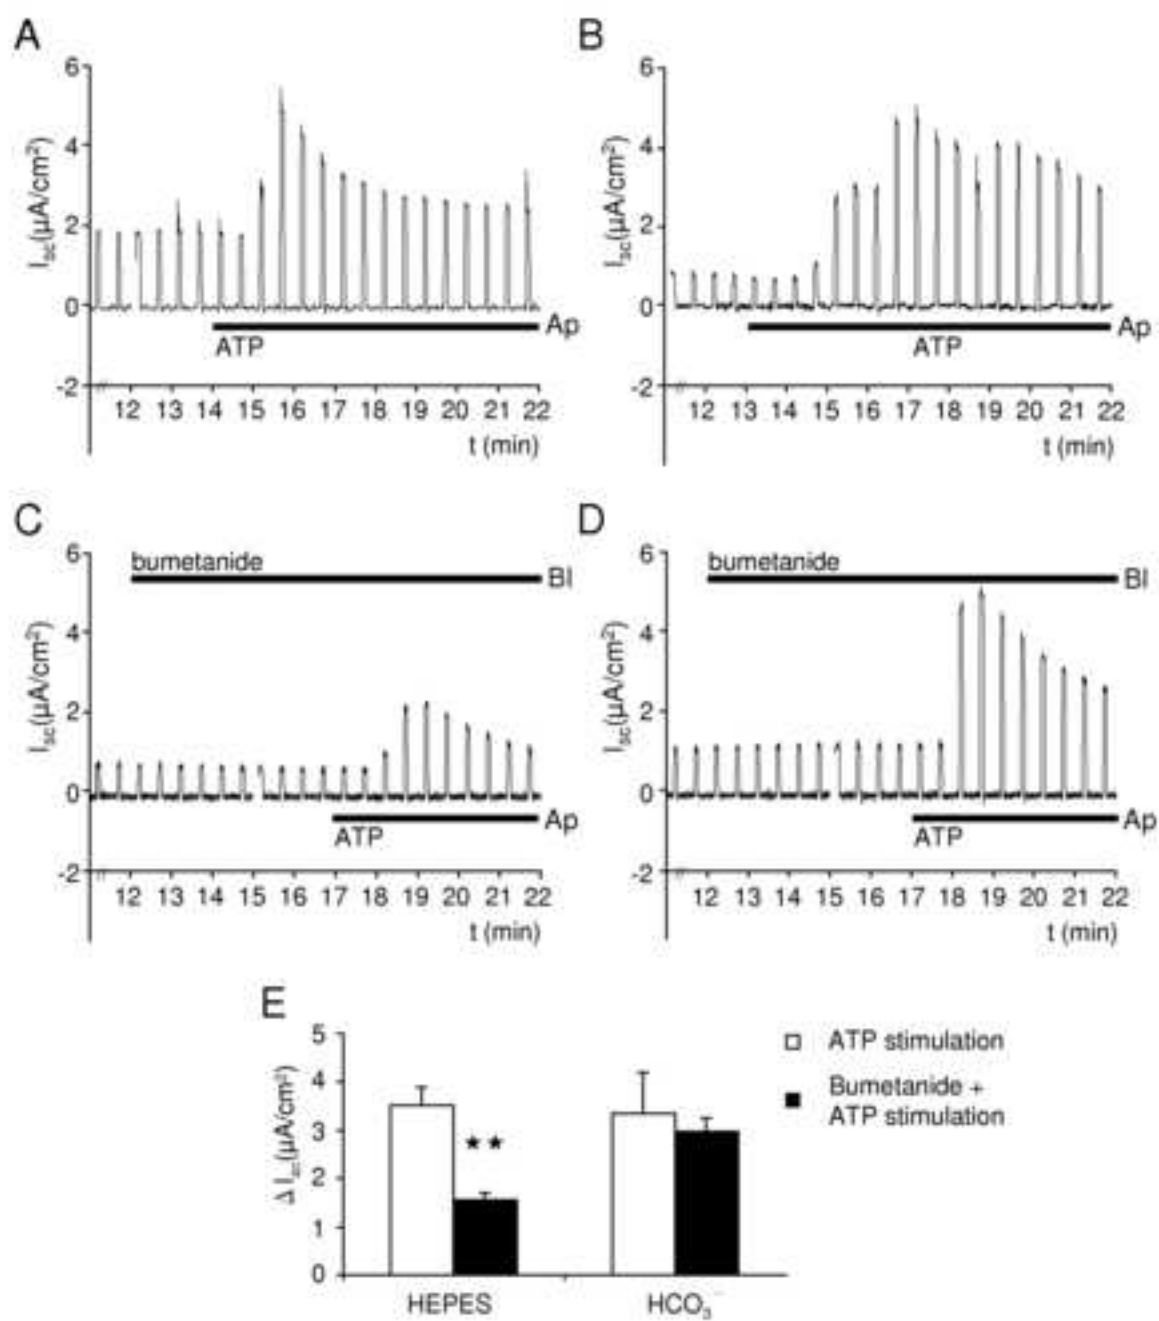 A
6
4
2
0
-2
Isc(μA/cm²)
ATP
Ap
12 13 14 15 16 17 18 19 20 21 22
t (min)
B
6
4
2
0
-2
Isc(μA/cm²)
ATP
Ap
12 13 14 15 16 17 18 19 20 21 22
t (min)
C
6
4
2
0
-2
Isc(μA/cm²)
bumetanide
Bl
ATP
Ap
12 13 14 15 16 17 18 19 20 21 22
t (min)
D
6
4
2
0
-2
Isc(μA/cm²)
bumetanide
Bl
ATP
Ap
12 13 14 15 16 17 18 19 20 21 22
t (min)
E
5
4
3
2
1
0
Δ Isc(μA/cm²)
★★
HEPES
HCO₃⁻
ATP stimulation
Bumetanide +
ATP stimulation